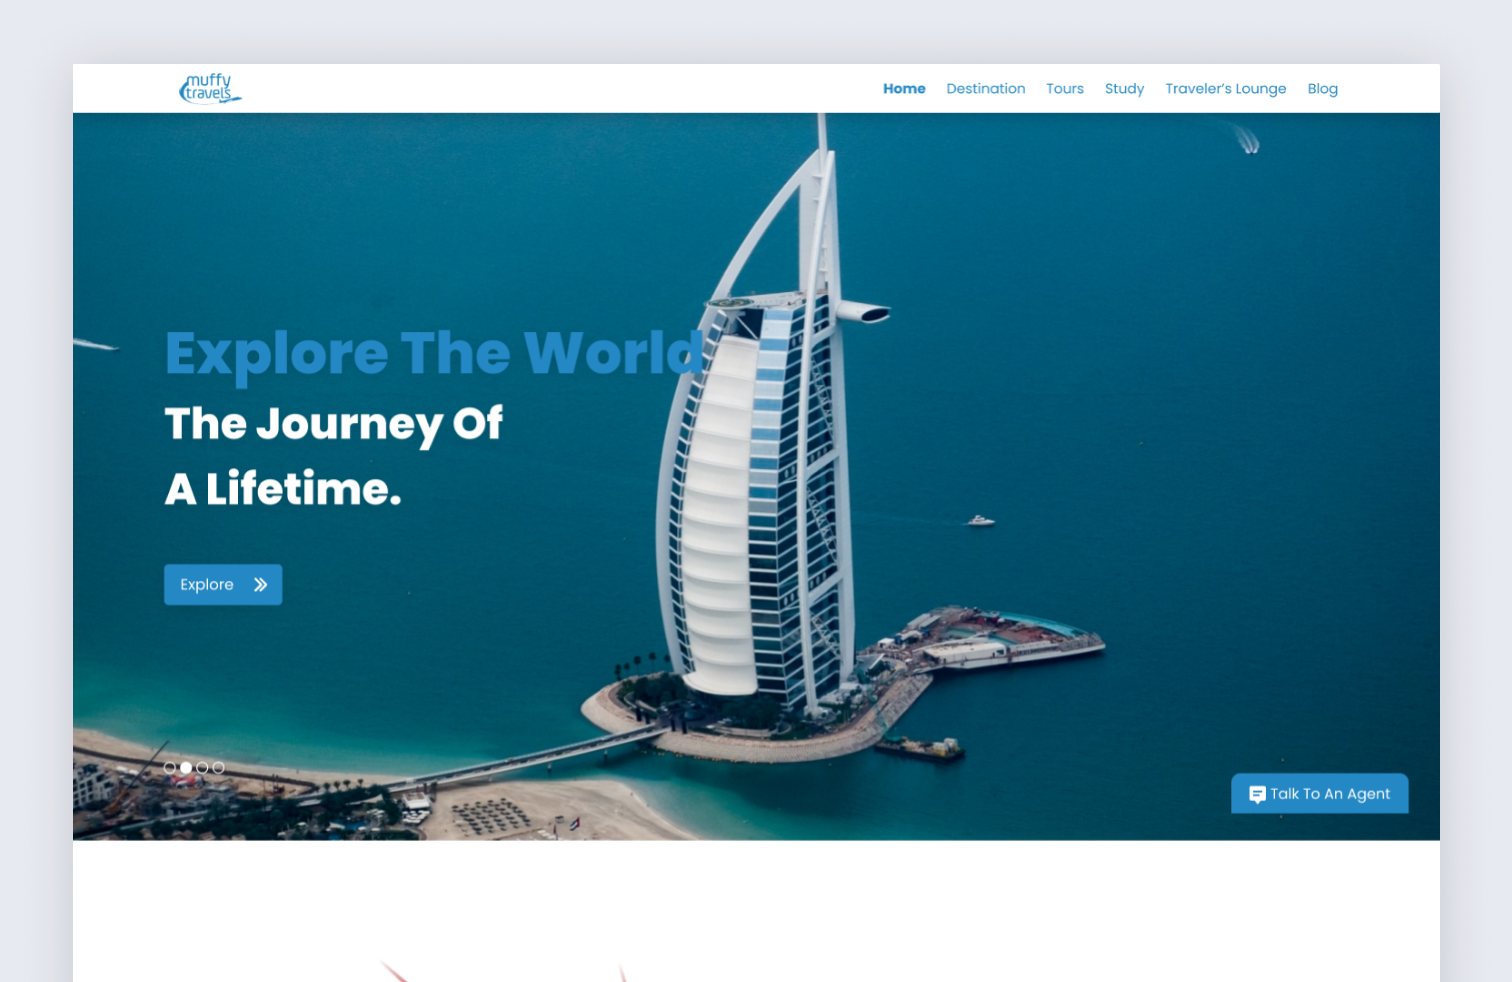 muffy
travels
Home Destination Tours Study Traveler’s Lounge Blog
Explore The World
The Journey Of
A Lifetime.
Explore
Talk To An Agent